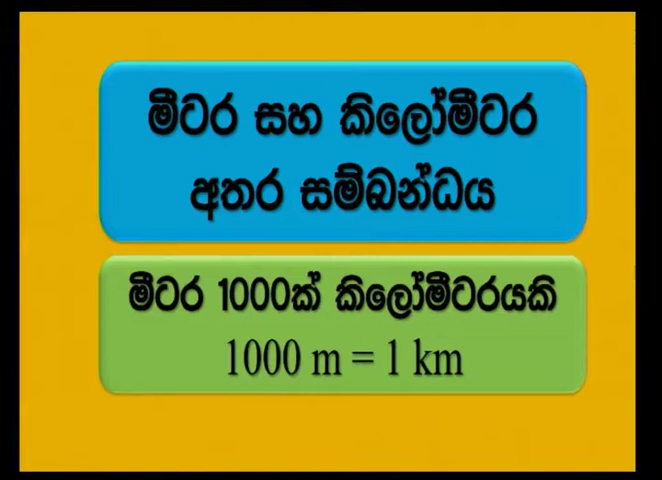 මීටර සහ කිලෝමීටර
අතර සම්බන්ධය
මීටර 1000ක් කිලෝමීටරයකි
1000 m = 1 km